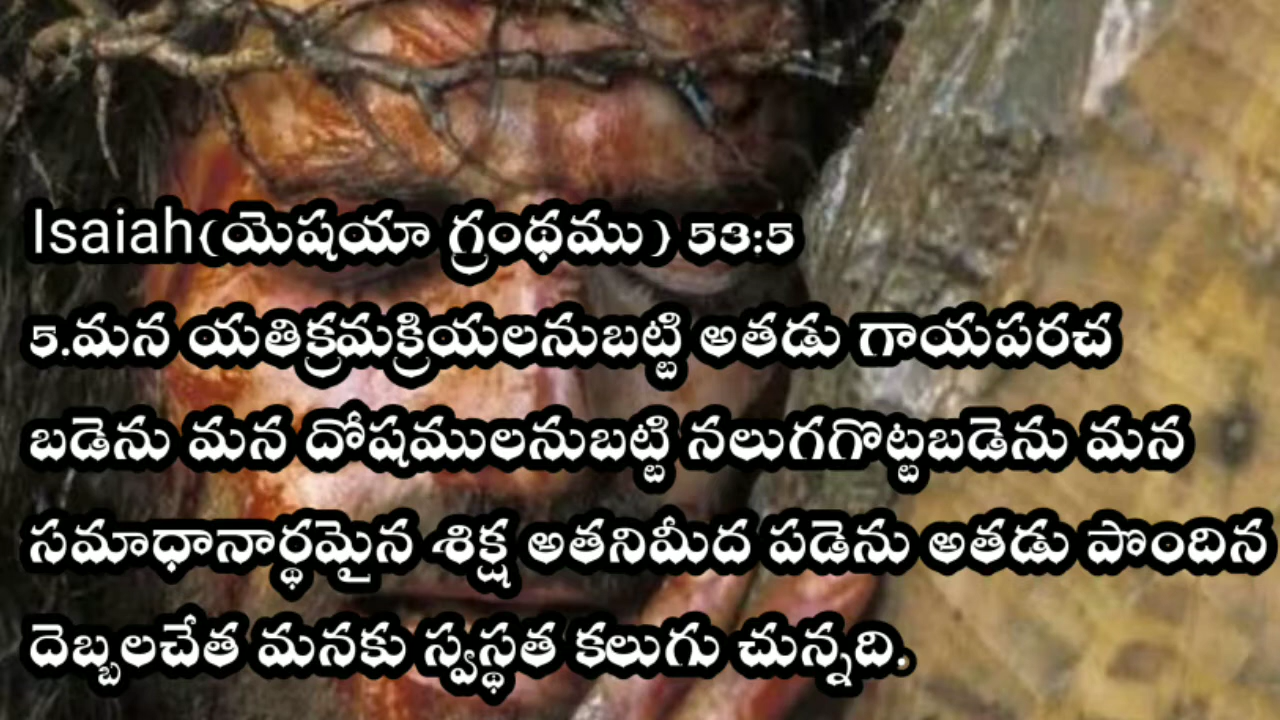 Isaiah(యెషయా గ్రంథము) 53:5
5.మన యతిక్రమక్రియలనుబట్టి అతడు గాయపరచ
బడెను మన దోషములనుబట్టి నలుగగొట్టబడెను మన
సమాధానార్థమైన శిక్ష అతనిమీద పడెను అతడు పొందిన
దెబ్బలచేత మనకు స్వస్థత కలుగు చున్నది.